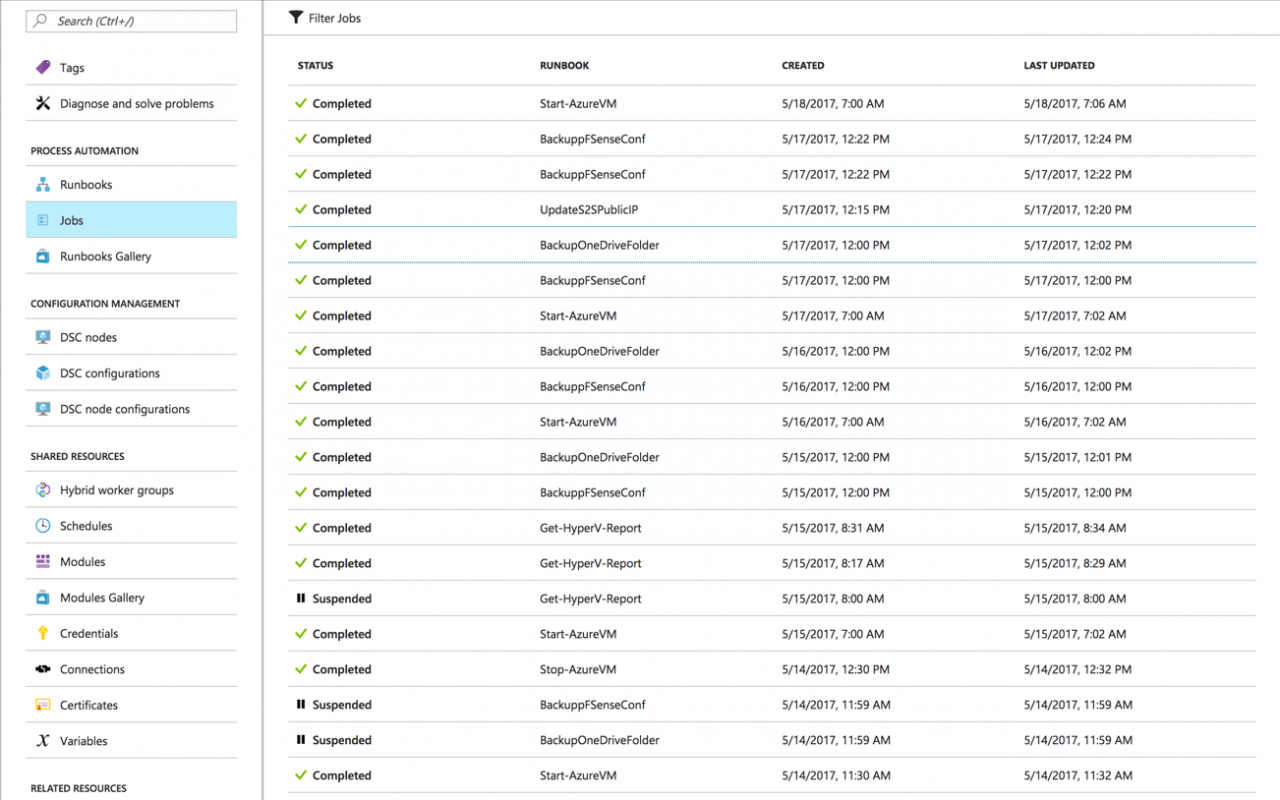 Search (Ctrl+/)
Tags
Diagnose and solve problems
PROCESS AUTOMATION
Runbooks
Jobs
Runbooks Gallery
CONFIGURATION MANAGEMENT
DSC nodes
DSC configurations
DSC node configurations
SHARED RESOURCES
Hybrid worker groups
Schedules
Modules
Modules Gallery
Credentials
Connections
Certificates
Variables
RELATED RESOURCES
Filter Jobs
STATUS RUNBOOK CREATED LAST UPDATED
Completed Start-AzureVM 5/18/2017, 7:00 AM 5/18/2017, 7:06 AM
Completed BackuppFSenseConf 5/17/2017, 12:22 PM 5/17/2017, 12:24 PM
Completed BackuppFSenseConf 5/17/2017, 12:22 PM 5/17/2017, 12:22 PM
Completed UpdateS2SPublicIP 5/17/2017, 12:15 PM 5/17/2017, 12:20 PM
Completed BackupOneDriveFolder 5/17/2017, 12:00 PM 5/17/2017, 12:02 PM
Completed BackuppFSenseConf 5/17/2017, 12:00 PM 5/17/2017, 12:00 PM
Completed Start-AzureVM 5/17/2017, 7:00 AM 5/17/2017, 7:02 AM
Completed BackupOneDriveFolder 5/16/2017, 12:00 PM 5/16/2017, 12:02 PM
Completed BackuppFSenseConf 5/16/2017, 12:00 PM 5/16/2017, 12:00 PM
Completed Start-AzureVM 5/16/2017, 7:00 AM 5/16/2017, 7:02 AM
Completed BackupOneDriveFolder 5/15/2017, 12:00 PM 5/15/2017, 12:01 PM
Completed BackuppFSenseConf 5/15/2017, 12:00 PM 5/15/2017, 12:00 PM
Completed Get-HyperV-Report 5/15/2017, 8:31 AM 5/15/2017, 8:34 AM
Completed Get-HyperV-Report 5/15/2017, 8:17 AM 5/15/2017, 8:29 AM
Suspended Get-HyperV-Report 5/15/2017, 8:00 AM 5/15/2017, 8:00 AM
Completed Start-AzureVM 5/15/2017, 7:00 AM 5/15/2017, 7:02 AM
Completed Stop-AzureVM 5/14/2017, 12:30 PM 5/14/2017, 12:32 PM
Suspended BackuppFSenseConf 5/14/2017, 11:59 AM 5/14/2017, 11:59 AM
Suspended BackupOneDriveFolder 5/14/2017, 11:59 AM 5/14/2017, 11:59 AM
Completed Start-AzureVM 5/14/2017, 11:30 AM 5/14/2017, 11:32 AM